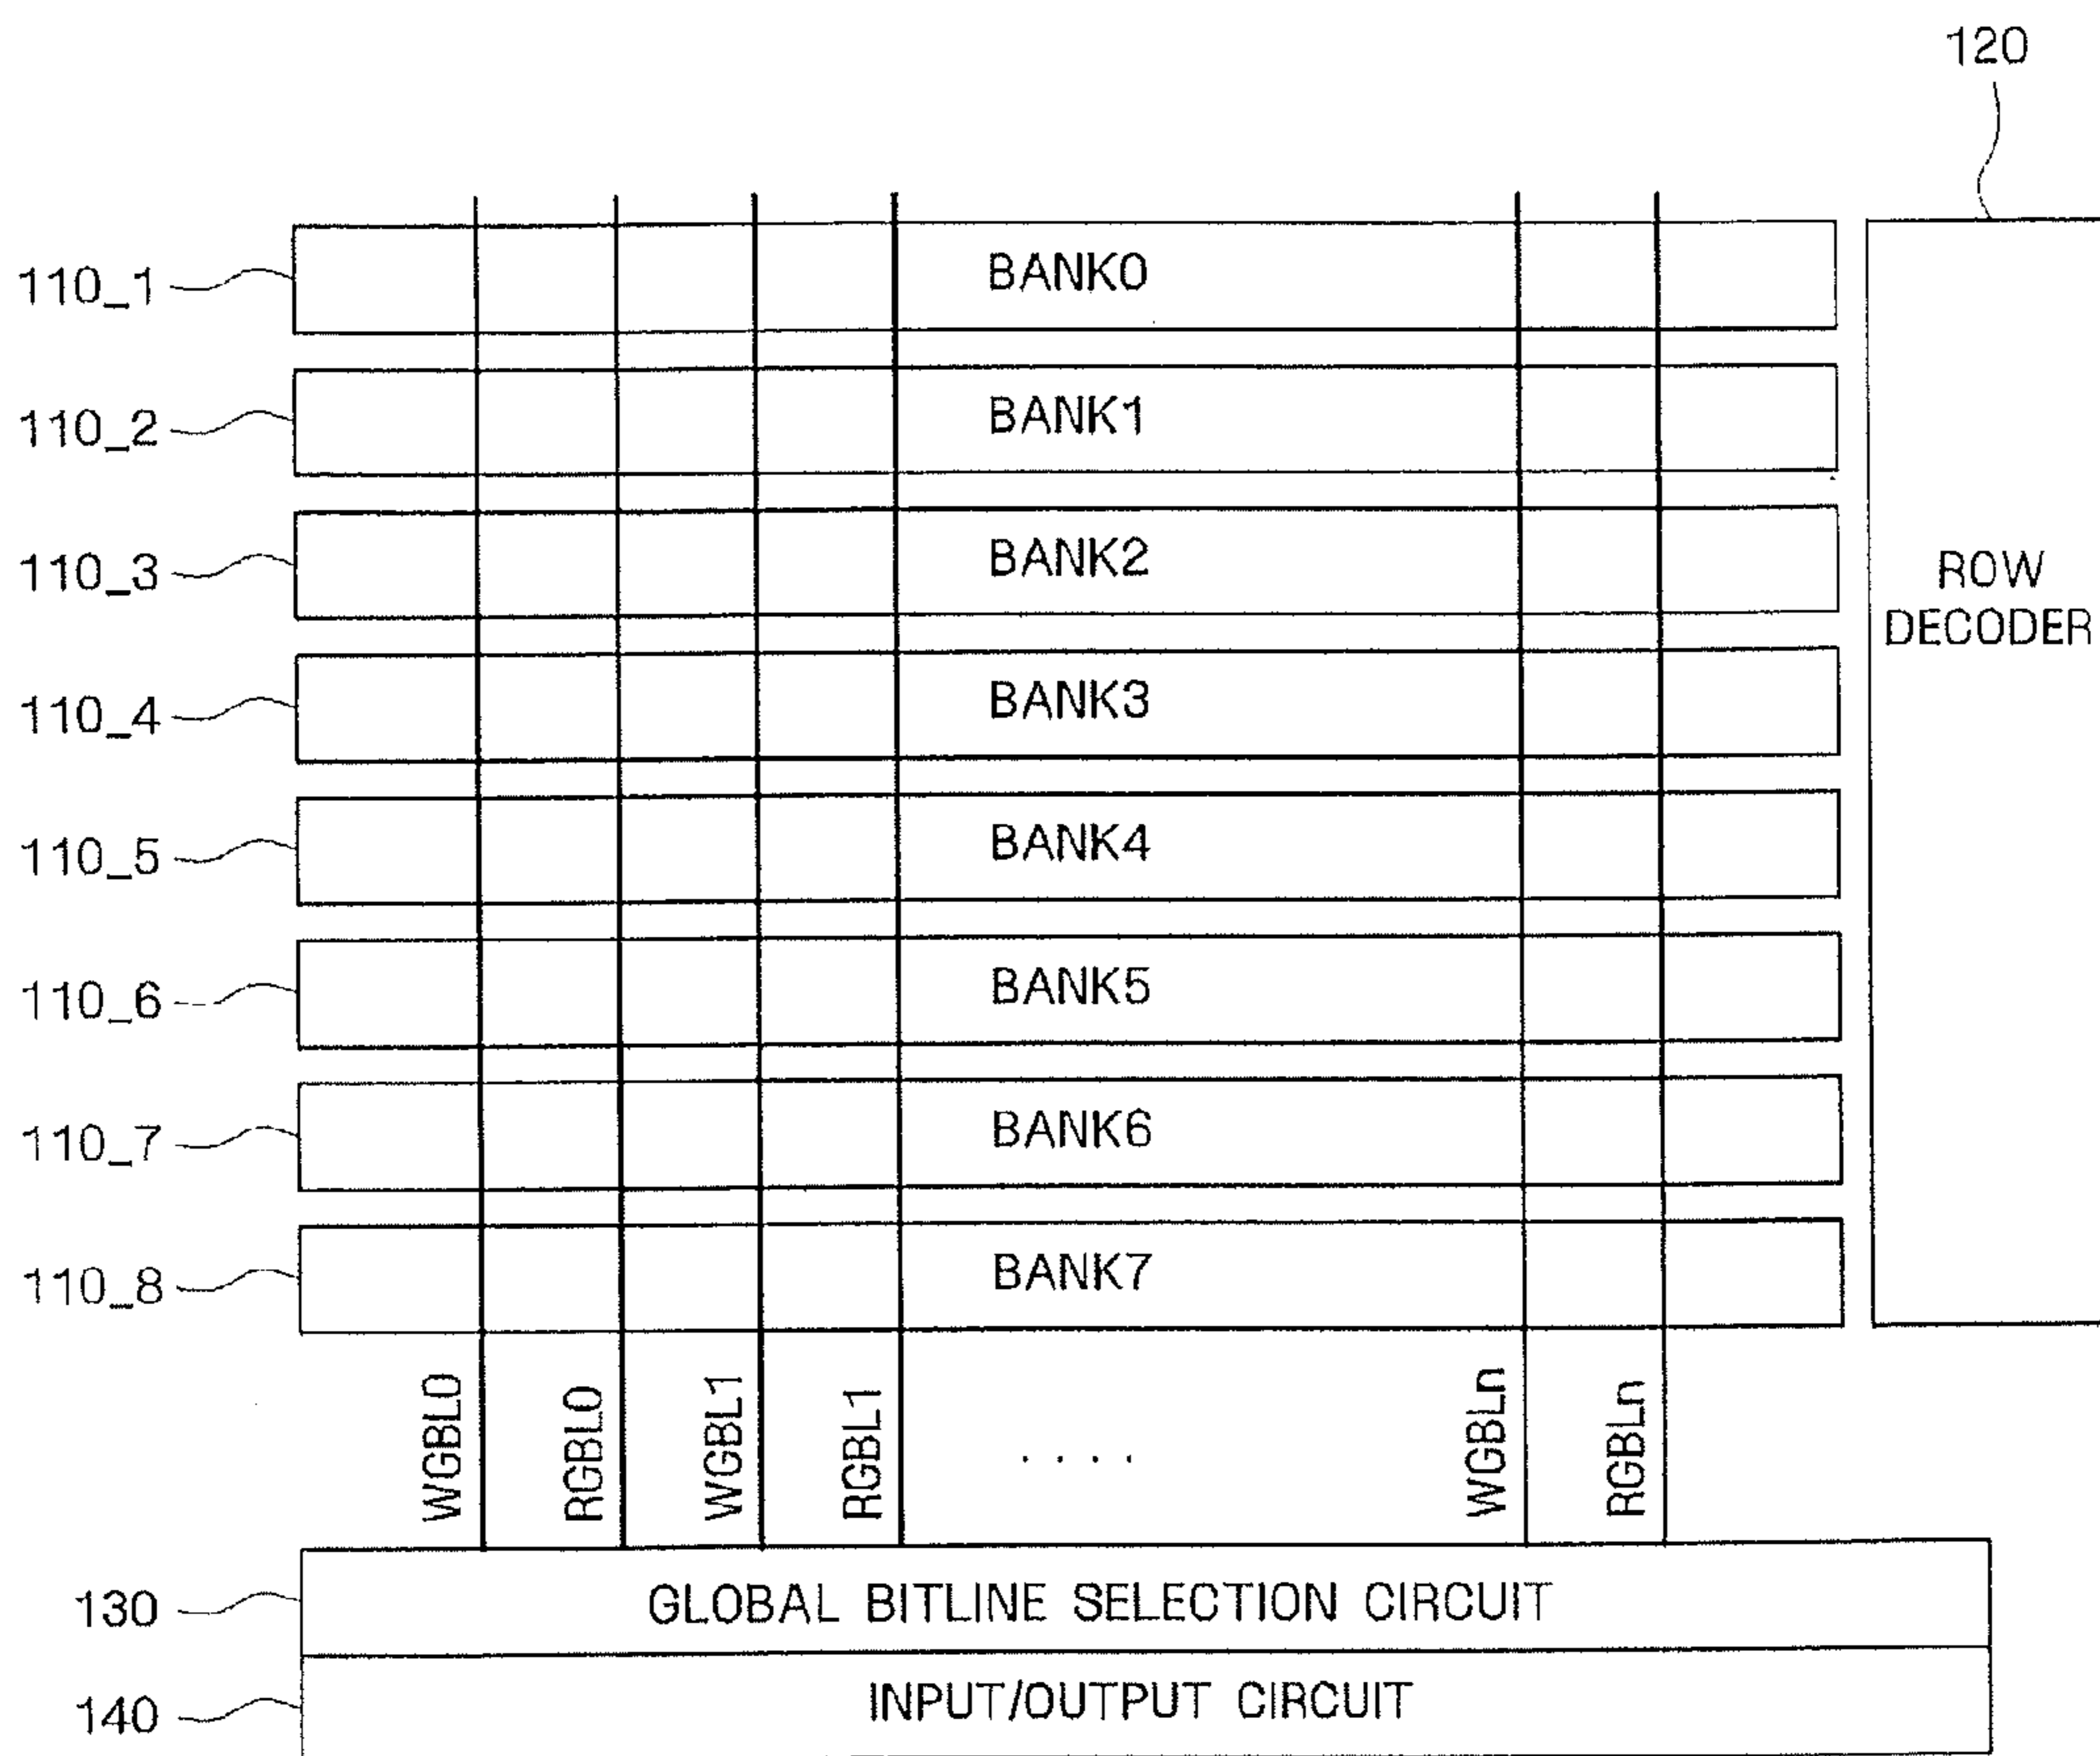 120
110_1 BANK0
110_2 BANK1
110_3 BANK2
ROW
DECODER
110_4 BANK3
110_5 BANK4
110_6 BANK5
110_7 BANK6
110_8 BANK7
WGBL0 RGBL0 WGBL1 RGBL1 .... WGBLn RGBLn
130 GLOBAL BITLINE SELECTION CIRCUIT
140 INPUT/OUTPUT CIRCUIT